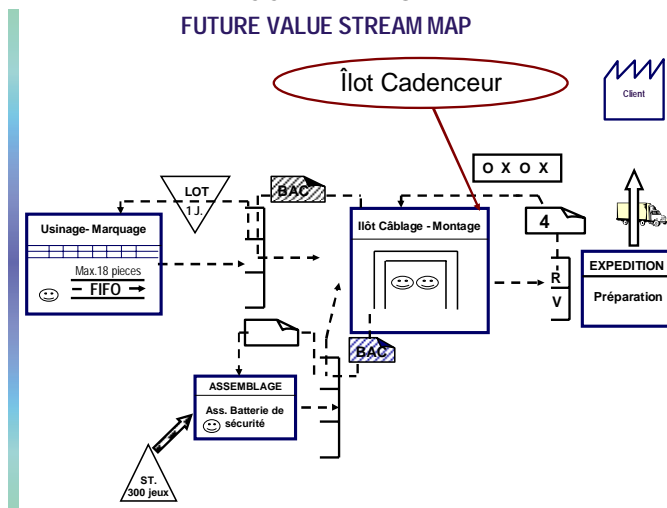 FUTURE VALUE STREAM MAP
Îlot Cadenceur
Client
O X O X
LOT
1 J.
BAC
Usinage- Marquage
Max.18 pieces
FIFO
Ilôt Câblage - Montage
4
R
V
EXPEDITION
Préparation
BAC
ASSEMBLAGE
Ass. Batterie de
sécurité
ST.
300 jeux